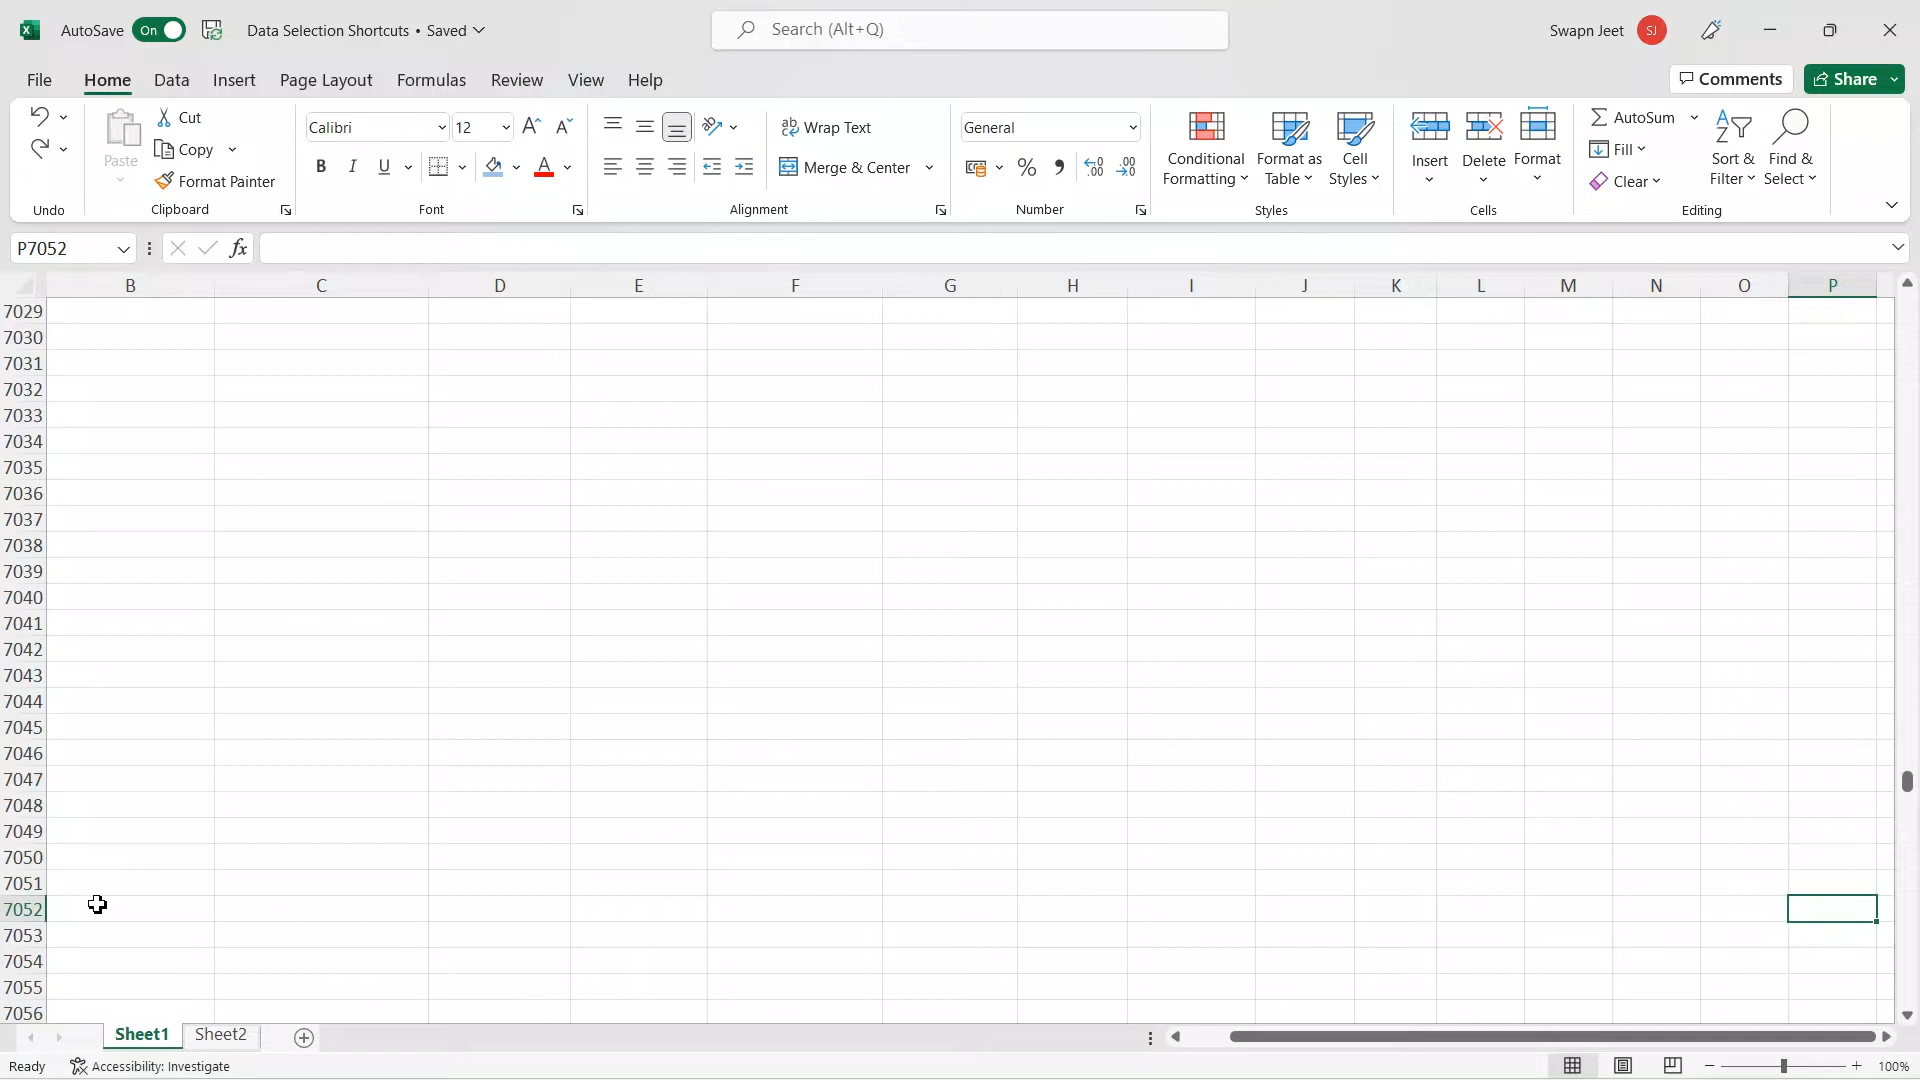 AutoSave On Data Selection Shortcuts • Saved Search (Alt+Q) Swapn Jeet SJ
File Home Data Insert Page Layout Formulas Review View Help Comments Share
Cut
Copy
Format Painter
Paste
Undo
Clipboard
Calibri 12
B I U A
Font
Wrap Text
Merge & Center
Alignment
General
Number
Conditional
Formatting
Format as
Table
Cell
Styles
Styles
Insert
Delete
Format
Cells
AutoSum
Fill
Clear
Sort &
Filter
Find &
Select
Editing
P7052 fx
B C D E F G H I J K L M N O P
7029
7030
7031
7032
7033
7034
7035
7036
7037
7038
7039
7040
7041
7042
7043
7044
7045
7046
7047
7048
7049
7050
7051
7052
7053
7054
7055
7056
Sheet1 Sheet2
Ready Accessibility: Investigate 100%